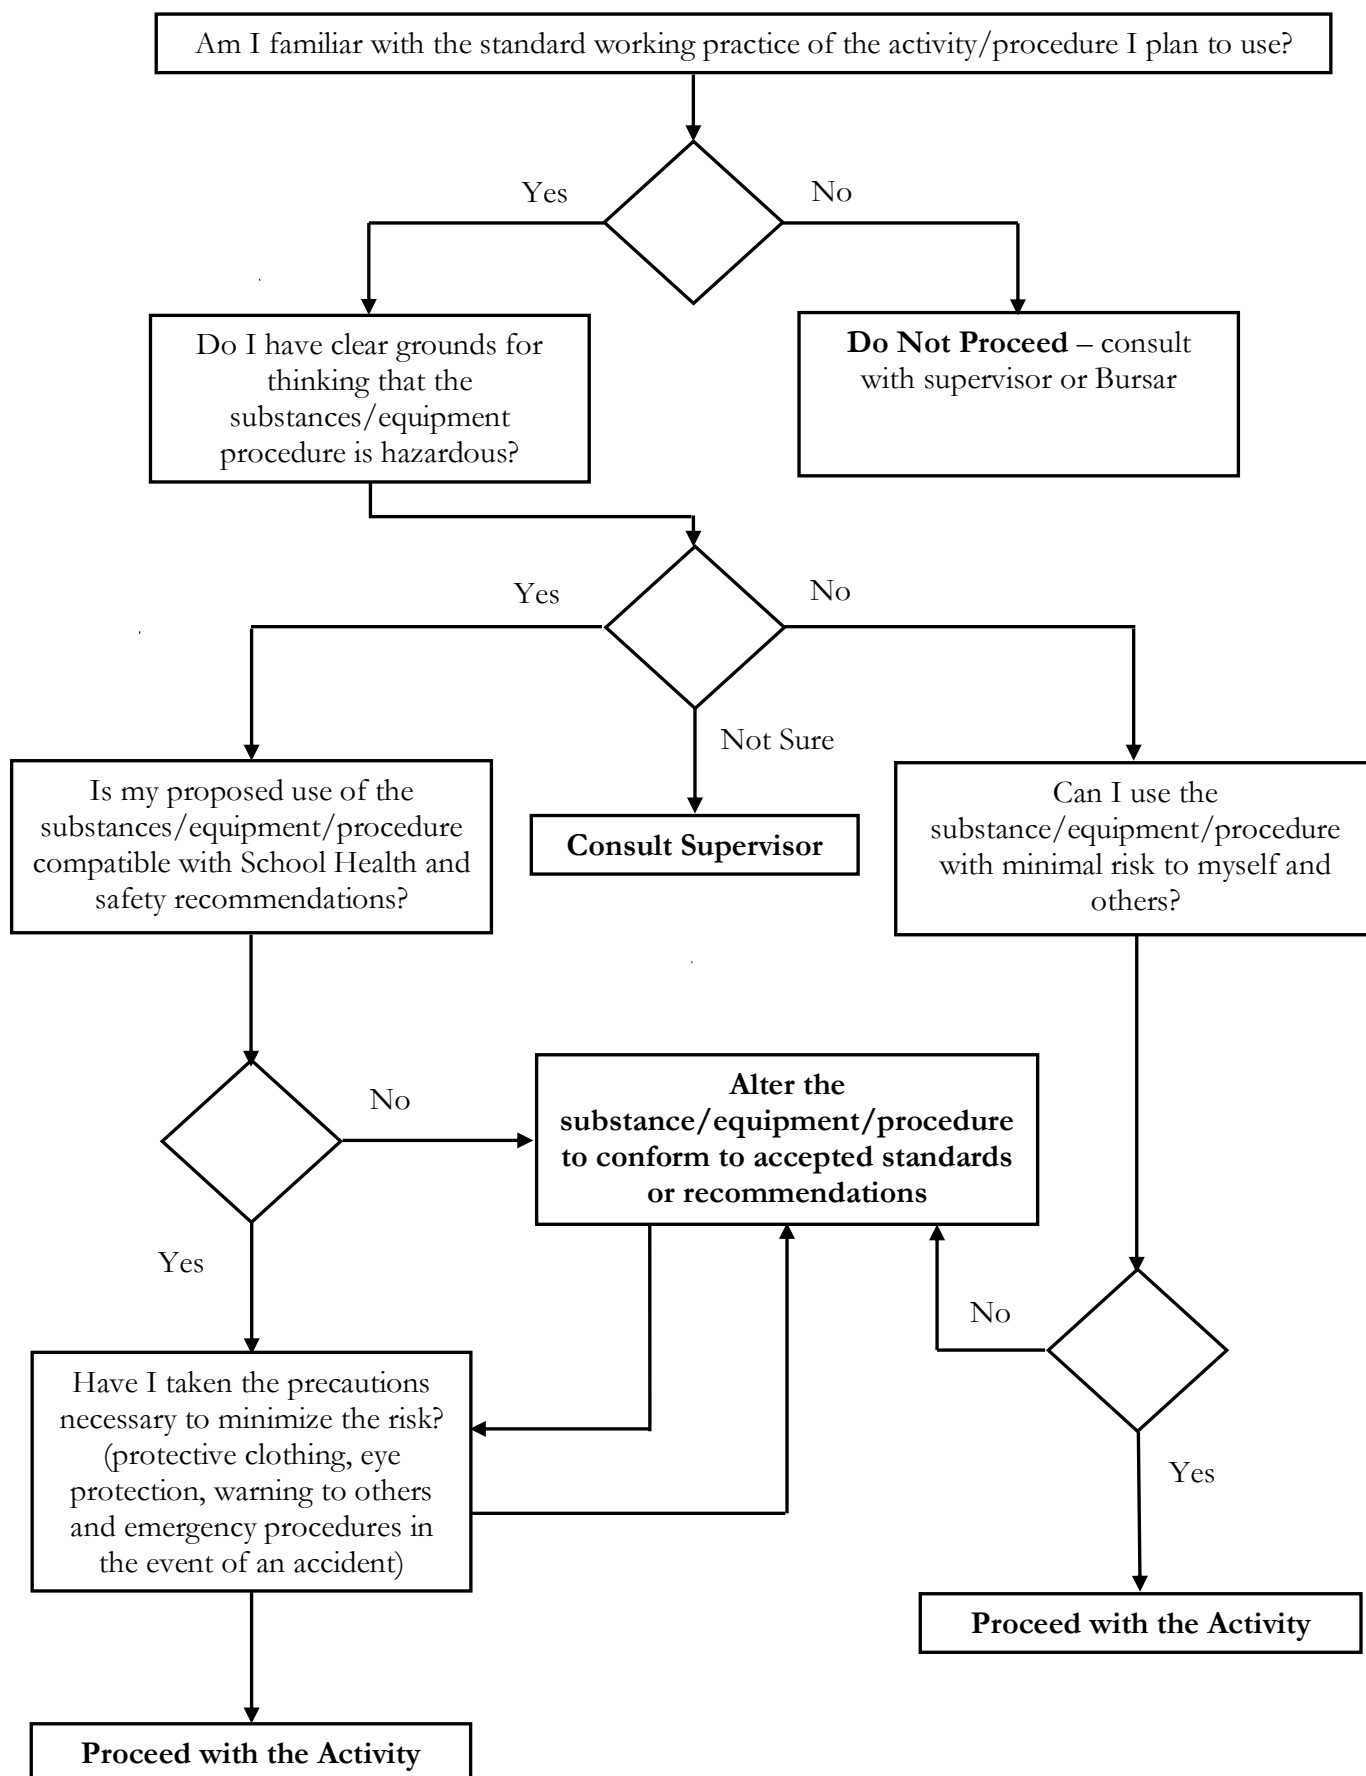 Am I familiar with the standard working practice of the activity/procedure I plan to use?
Yes
No
Do I have clear grounds for
thinking that the
substances/equipment
procedure is hazardous?
Do Not Proceed – consult
with supervisor or Bursar
Yes
No
Not Sure
Is my proposed use of the
substances/equipment/procedure
compatible with School Health and
safety recommendations?
Consult Supervisor
Can I use the
substance/equipment/procedure
with minimal risk to myself and
others?
No
Alter the
substance/equipment/procedure
to conform to accepted standards
or recommendations
Yes
No
Have I taken the precautions
necessary to minimize the risk?
(protective clothing, eye
protection, warning to others
and emergency procedures in
the event of an accident)
Yes
Proceed with the Activity
Proceed with the Activity